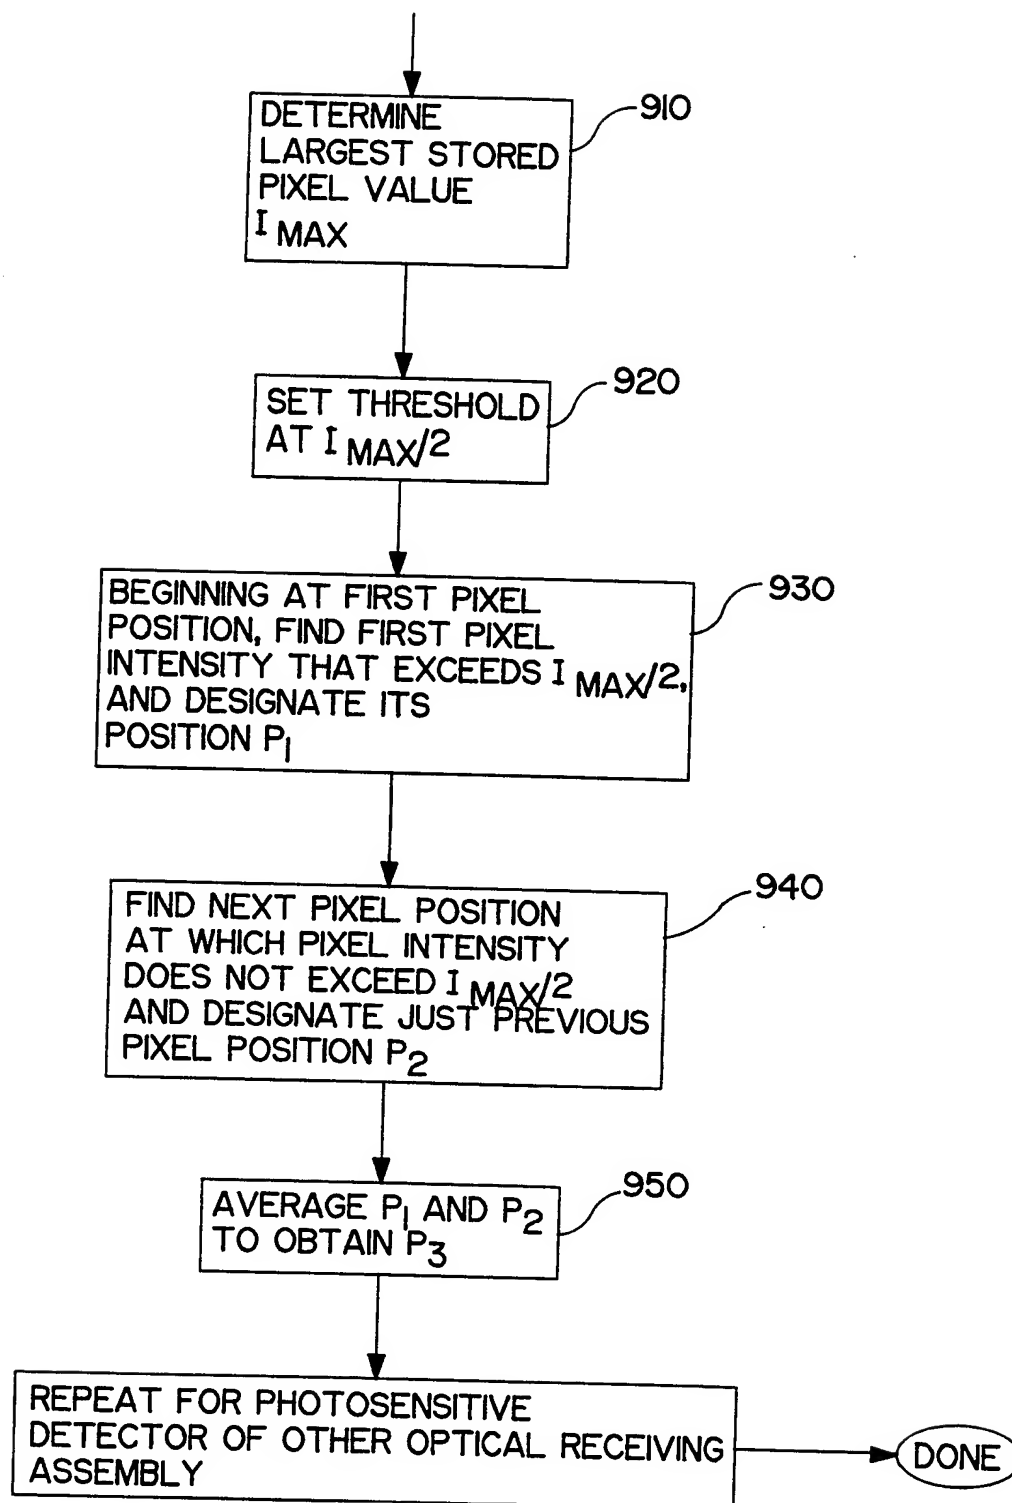 DETERMINE
LARGEST STORED
PIXEL VALUE
I MAX
910
SET THRESHOLD
AT I MAX/2
920
BEGINNING AT FIRST PIXEL
POSITION, FIND FIRST PIXEL
INTENSITY THAT EXCEEDS I MAX/2,
AND DESIGNATE ITS
POSITION P1
930
FIND NEXT PIXEL POSITION
AT WHICH PIXEL INTENSITY
DOES NOT EXCEED I MAX/2
AND DESIGNATE JUST PREVIOUS
PIXEL POSITION P2
940
AVERAGE P1 AND P2
TO OBTAIN P3
950
REPEAT FOR PHOTOSENSITIVE
DETECTOR OF OTHER OPTICAL RECEIVING
ASSEMBLY
DONE